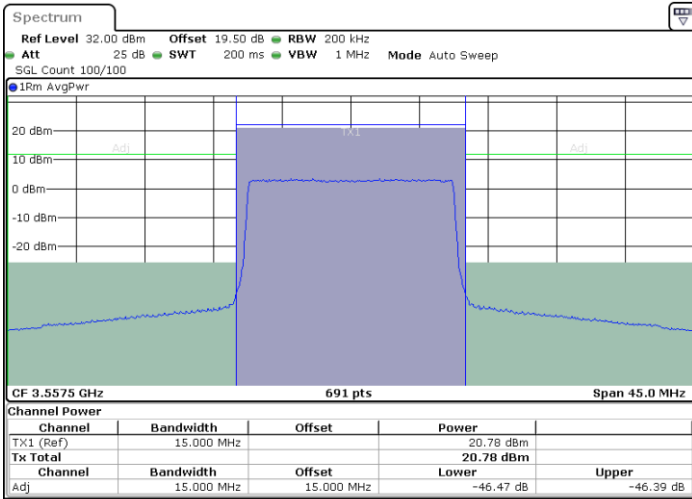 Spectrum
Ref Level 32.00 dBm Offset 19.50 dB RBW 200 kHz
Att 25 dB SWT 200 ms VBW 1 MHz Mode Auto Sweep
SGL Count 100/100
1Rm AvgPwr
20 dBm
TX1
Adj
Adj
10 dBm
0 dBm
-10 dBm
-20 dBm
CF 3.5575 GHz 691 pts Span 45.0 MHz
Channel Power
Channel Bandwidth Offset Power
TX1 (Ref) 15.000 MHz 20.78 dBm
Tx Total 20.78 dBm
Channel Bandwidth Offset Lower Upper
Adj 15.000 MHz 15.000 MHz -46.47 dB -46.39 dB